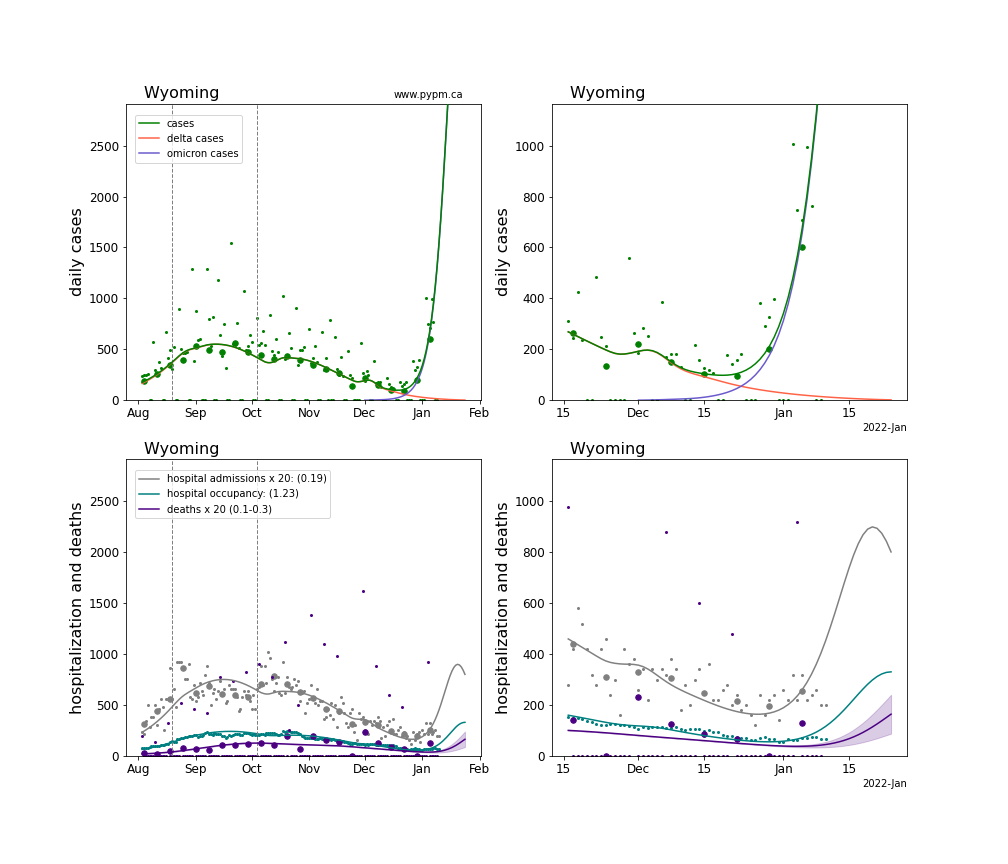 Wyoming
www.pypm.ca
Wyoming
daily cases
2500
2000
1500
1000
500
0
cases
delta cases
omicron cases
Aug Sep Oct Nov Dec Jan Feb
daily cases
1000
800
600
400
200
0
15 Dec 15 Jan 15
2022-Jan
Wyoming
Wyoming
hospitalization and deaths
2500
2000
1500
1000
500
0
hospital admissions x 20: (0.19)
hospital occupancy: (1.23)
deaths x 20 (0.1-0.3)
Aug Sep Oct Nov Dec Jan Feb
hospitalization and deaths
1000
800
600
400
200
0
15 Dec 15 Jan 15
2022-Jan